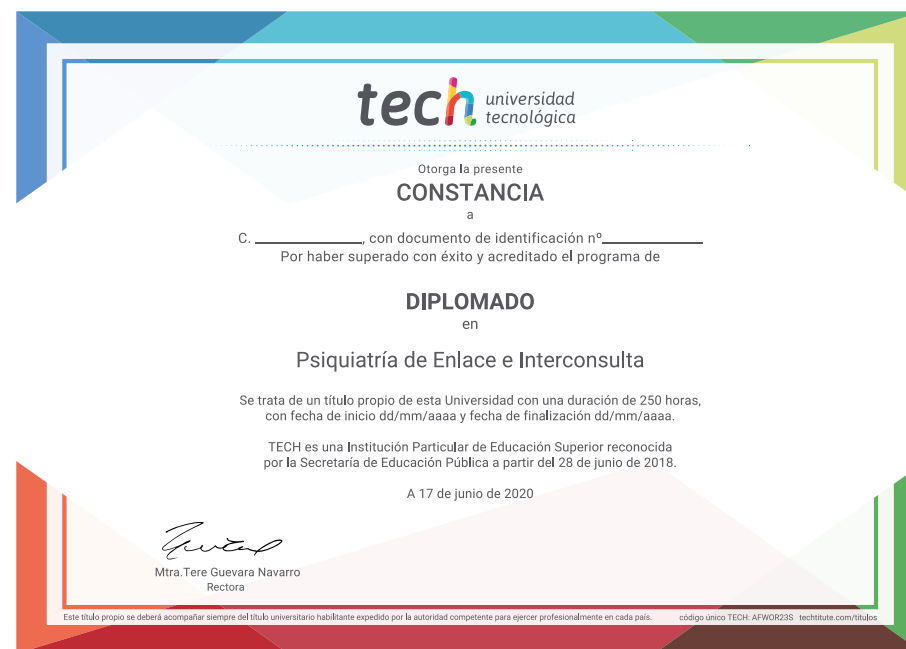 tech universidad
tecnológica
Otorga la presente
CONSTANCIA
a
C. ____________, con documento de identificación nº____________
Por haber superado con éxito y acreditado el programa de
DIPLOMADO
en
Psiquiatría de Enlace e Interconsulta
Se trata de un título propio de esta Universidad con una duración de 250 horas,
con fecha de inicio dd/mm/aaaa y fecha de finalización dd/mm/aaaa.
TECH es una Institución Particular de Educación Superior reconocida
por la Secretaría de Educación Pública a partir del 28 de junio de 2018.
A 17 de junio de 2020
Mtra.Tere Guevara Navarro
Rectora
Este título propio se deberá acompañar siempre del título universitario habilitante expedido por la autoridad competente para ejercer profesionalmente en cada país. código único TECH: AFWOR23S techtitute.com/titulos